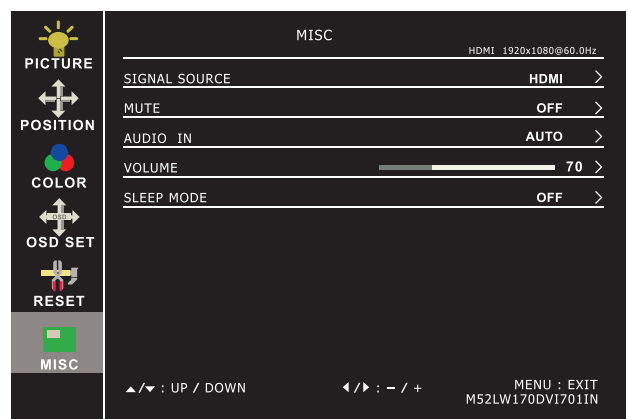 MISC
HDMI 1920x1080@60.0Hz
PICTURE
POSITION
COLOR
OSD
OSD SET
RESET
MISC
SIGNAL SOURCE HDMI >
MUTE OFF >
AUDIO IN AUTO >
VOLUME 70 >
SLEEP MODE OFF >
▲/▼ : UP / DOWN ◀/▶ : – / + MENU : EXIT
M52LW170DVI701IN